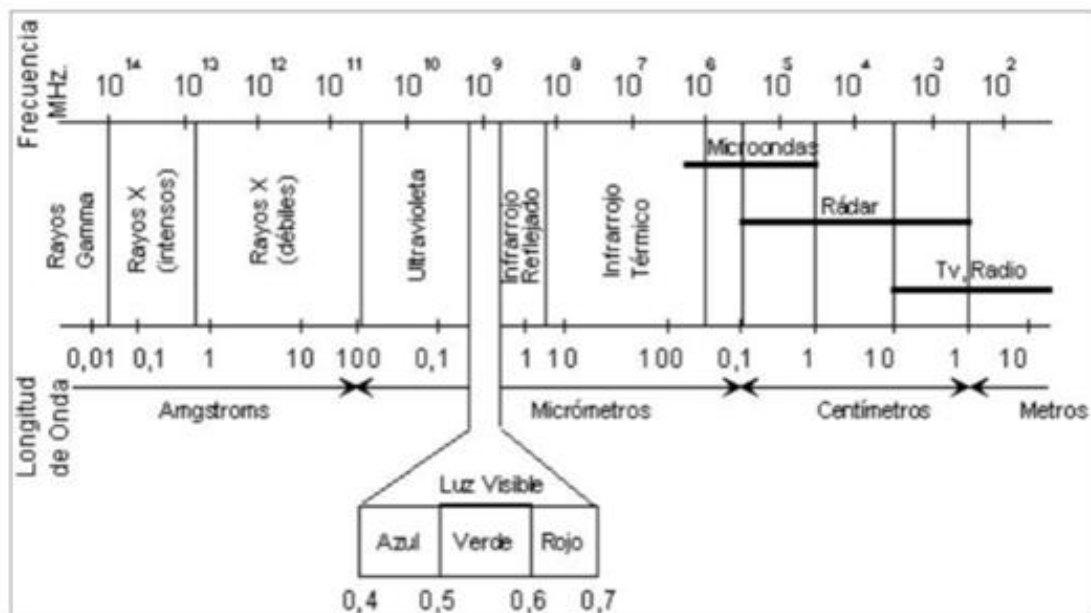 Frecuencia
MHz.
10¹⁴ 10¹³ 10¹² 10¹¹ 10¹⁰ 10⁹ 10⁸ 10⁷ 10⁶ 10⁵ 10⁴ 10³ 10²
Rayos
Gamma
Rayos X
(intensos)
Rayos X
(débiles)
Ultravioleta
Infrarrojo
Reflejado
Infrarrojo
Térmico
Microondas
Rádar
Tv, Radio
0,01 0,1 1 10 100 0,1 1 10 100 0,1 1 10 1 10
Longitud
de Onda
Amgstroms Micrómetros Centímetros Metros
Luz Visible
Azul Verde Rojo
0,4 0,5 0,6 0,7